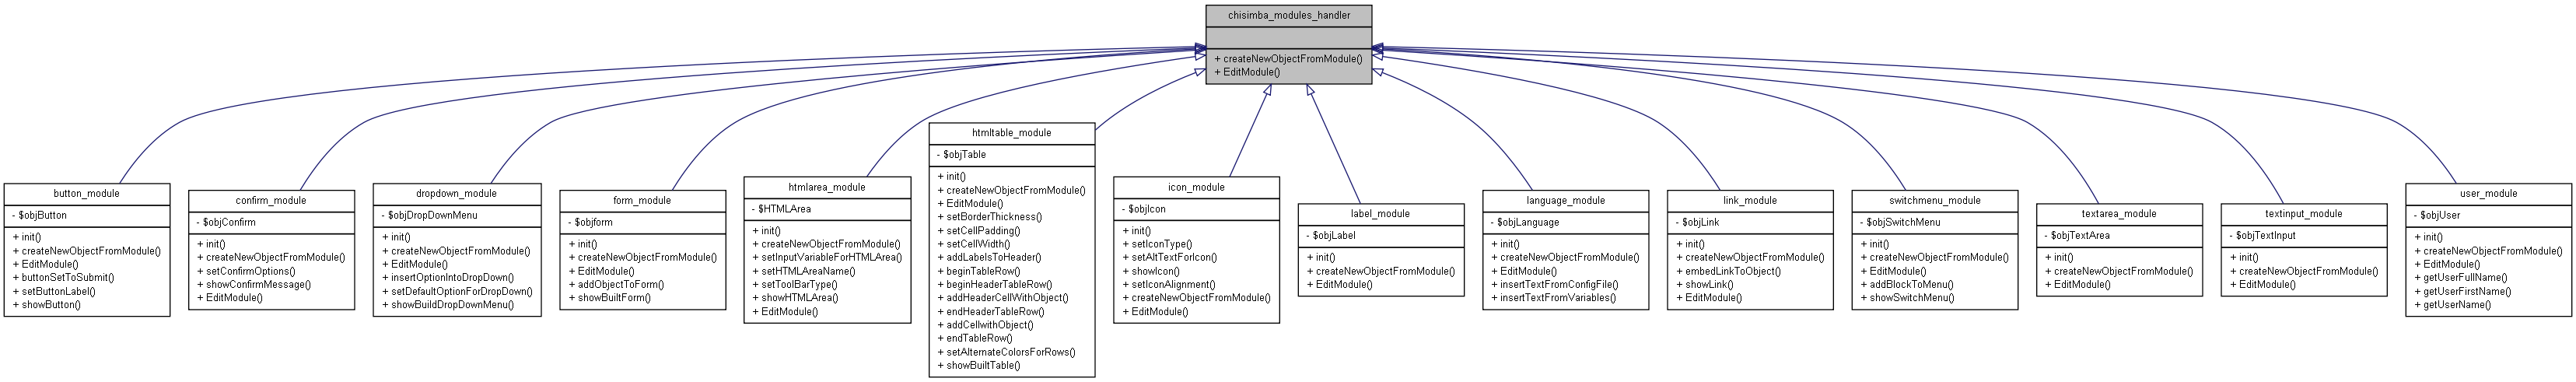 chisimba_modules_handler
+ createNewObjectFromModule()
+ EditModule()
button_module
- $objButton
+ init()
+ createNewObjectFromModule()
+ EditModule()
+ buttonSetToSubmit()
+ setButtonLabel()
+ showButton()
confirm_module
- $objConfirm
+ init()
+ createNewObjectFromModule()
+ setConfirmOptions()
+ showConfirmMessage()
+ EditModule()
dropdown_module
- $objDropDownMenu
+ init()
+ createNewObjectFromModule()
+ EditModule()
+ insertOptionIntoDropDown()
+ setDefaultOptionForDropDown()
+ showBuildDropDownMenu()
form_module
- $objform
+ init()
+ createNewObjectFromModule()
+ EditModule()
+ addObjectToForm()
+ showBuiltForm()
htmlarea_module
- $HTMLArea
+ init()
+ createNewObjectFromModule()
+ setInputVariableForHTMLArea()
+ setHTMLAreaName()
+ setToolBarType()
+ showHTMLArea()
+ EditModule()
htmltable_module
- $objTable
+ init()
+ createNewObjectFromModule()
+ EditModule()
+ setBorderThickness()
+ setCellPadding()
+ setCellWidth()
+ addLabelsToHeader()
+ beginTableRow()
+ beginHeaderTableRow()
+ addHeaderCellWithObject()
+ endHeaderTableRow()
+ addCellwithObject()
+ endTableRow()
+ setAlternateColorsForRows()
+ showBuiltTable()
icon_module
- $objIcon
+ init()
+ setIconType()
+ setAltTextForIcon()
+ showIcon()
+ setIconAlignment()
+ createNewObjectFromModule()
+ EditModule()
label_module
- $objLabel
+ init()
+ createNewObjectFromModule()
+ EditModule()
language_module
- $objLanguage
+ init()
+ createNewObjectFromModule()
+ EditModule()
+ insertTextFromConfigFile()
+ insertTextFromVariables()
link_module
- $objLink
+ init()
+ createNewObjectFromModule()
+ embedLinkToObject()
+ showLink()
+ EditModule()
switchmenu_module
- $objSwitchMenu
+ init()
+ createNewObjectFromModule()
+ EditModule()
+ addBlockToMenu()
+ showSwitchMenu()
textarea_module
- $objTextArea
+ init()
+ createNewObjectFromModule()
+ EditModule()
textinput_module
- $objTextInput
+ init()
+ createNewObjectFromModule()
+ EditModule()
user_module
- $objUser
+ init()
+ createNewObjectFromModule()
+ EditModule()
+ getUserFullName()
+ getUserFirstName()
+ getUserName()